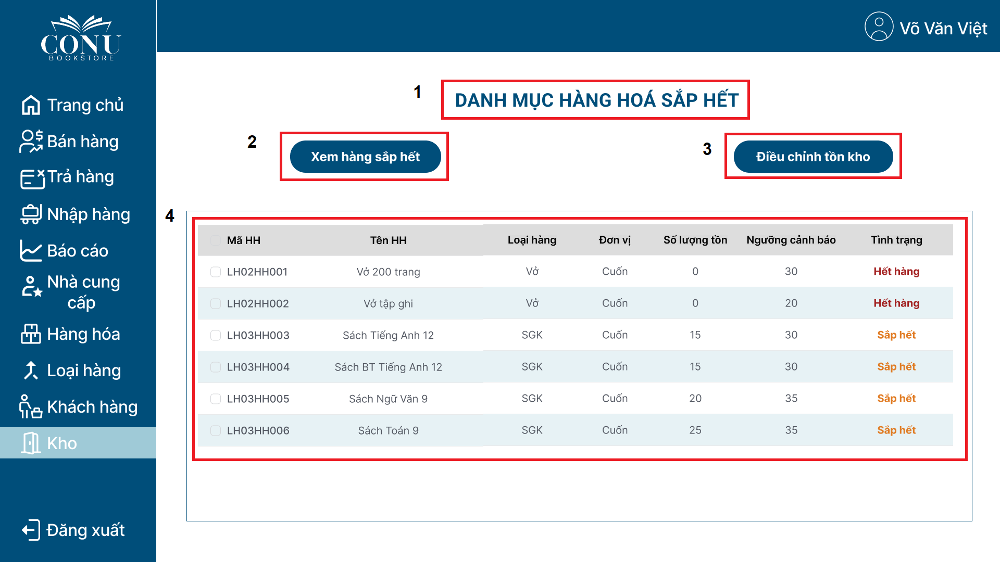 CONU
BOOKSTORE
Võ Văn Việt
Trang chủ
Bán hàng
Trả hàng
Nhập hàng
Báo cáo
Nhà cung
cấp
Hàng hóa
Loại hàng
Khách hàng
Kho
Đăng xuất
1
DANH MỤC HÀNG HOÁ SẮP HẾT
2
Xem hàng sắp hết
3
Điều chỉnh tồn kho
4
Mã HH Tên HH Loại hàng Đơn vị Số lượng tồn Ngưỡng cảnh báo Tình trạng
LH02HH001 Vở 200 trang Vở Cuốn 0 30 Hết hàng
LH02HH002 Vở tập ghi Vở Cuốn 0 20 Hết hàng
LH03HH003 Sách Tiếng Anh 12 SGK Cuốn 15 30 Sắp hết
LH03HH004 Sách BT Tiếng Anh 12 SGK Cuốn 15 30 Sắp hết
LH03HH005 Sách Ngữ Văn 9 SGK Cuốn 20 35 Sắp hết
LH03HH006 Sách Toán 9 SGK Cuốn 25 35 Sắp hết